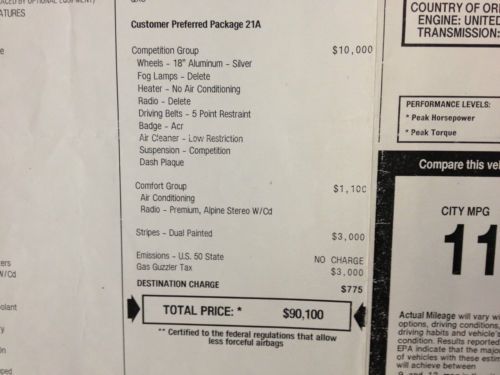 ATURES
Customer Preferred Package 21A
Competition Group $10,000
Wheels - 18" Aluminum - Silver
Fog Lamps - Delete
Heater - No Air Conditioning
Radio - Delete
Driving Belts - 5 Point Restraint
Badge - Acr
Air Cleaner - Low Restriction
Suspension - Competition
Dash Plaque
Comfort Group $1,100
Air Conditioning
Radio - Premium, Alpine Stereo W/Cd
Stripes - Dual Painted $3,000
Emissions - U.S. 50 State NO CHARGE
Gas Guzzler Tax $3,000
DESTINATION CHARGE $775
TOTAL PRICE: * $90,100
** Certified to the federal regulations that allow
less forceful airbags
COUNTRY OF
ENGINE: UNITED
TRANSMISSION:
PERFORMANCE LEVELS:
* Peak Horsepower
* Peak Torque
Compare this
CITY MPG
11
Actual Mileage will vary
options, driving conditions,
driving habits and vehicle's
condition. Results reported
EPA indicate that the
of vehicles with these
will achieve between